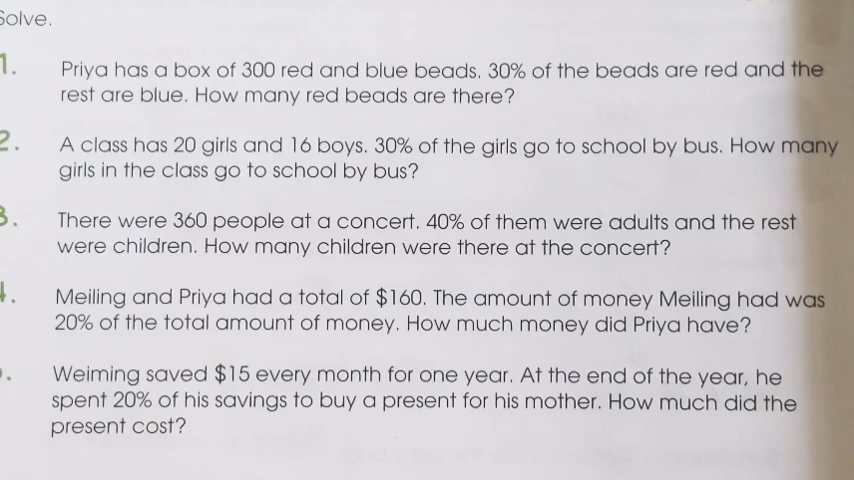 Solve.
1. Priya has a box of 300 red and blue beads. 30% of the beads are red and the
rest are blue. How many red beads are there?
2. A class has 20 girls and 16 boys. 30% of the girls go to school by bus. How many
girls in the class go to school by bus?
3. There were 360 people at a concert. 40% of them were adults and the rest
were children. How many children were there at the concert?
4. Meiling and Priya had a total of $160. The amount of money Meiling had was
20% of the total amount of money. How much money did Priya have?
Weiming saved $15 every month for one year. At the end of the year, he
spent 20% of his savings to buy a present for his mother. How much did the
present cost?